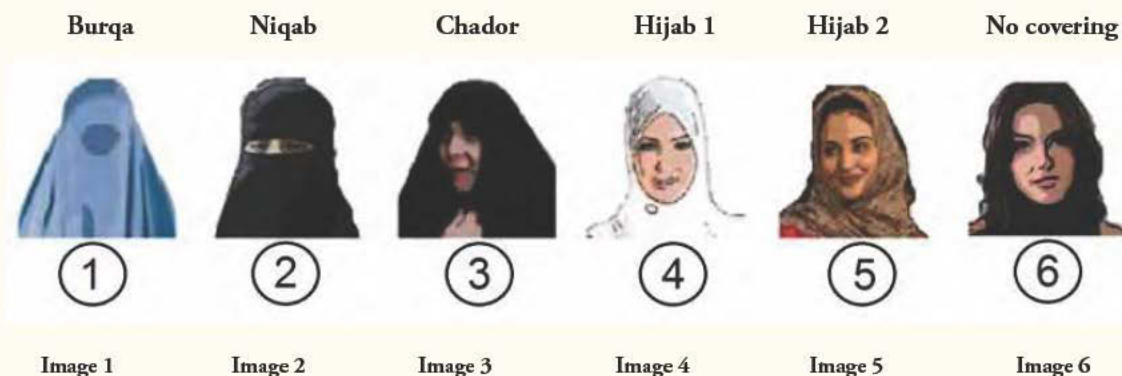 Burqa Niqab Chador Hijab 1 Hijab 2 No covering
1 2 3 4 5 6
Image 1 Image 2 Image 3 Image 4 Image 5 Image 6